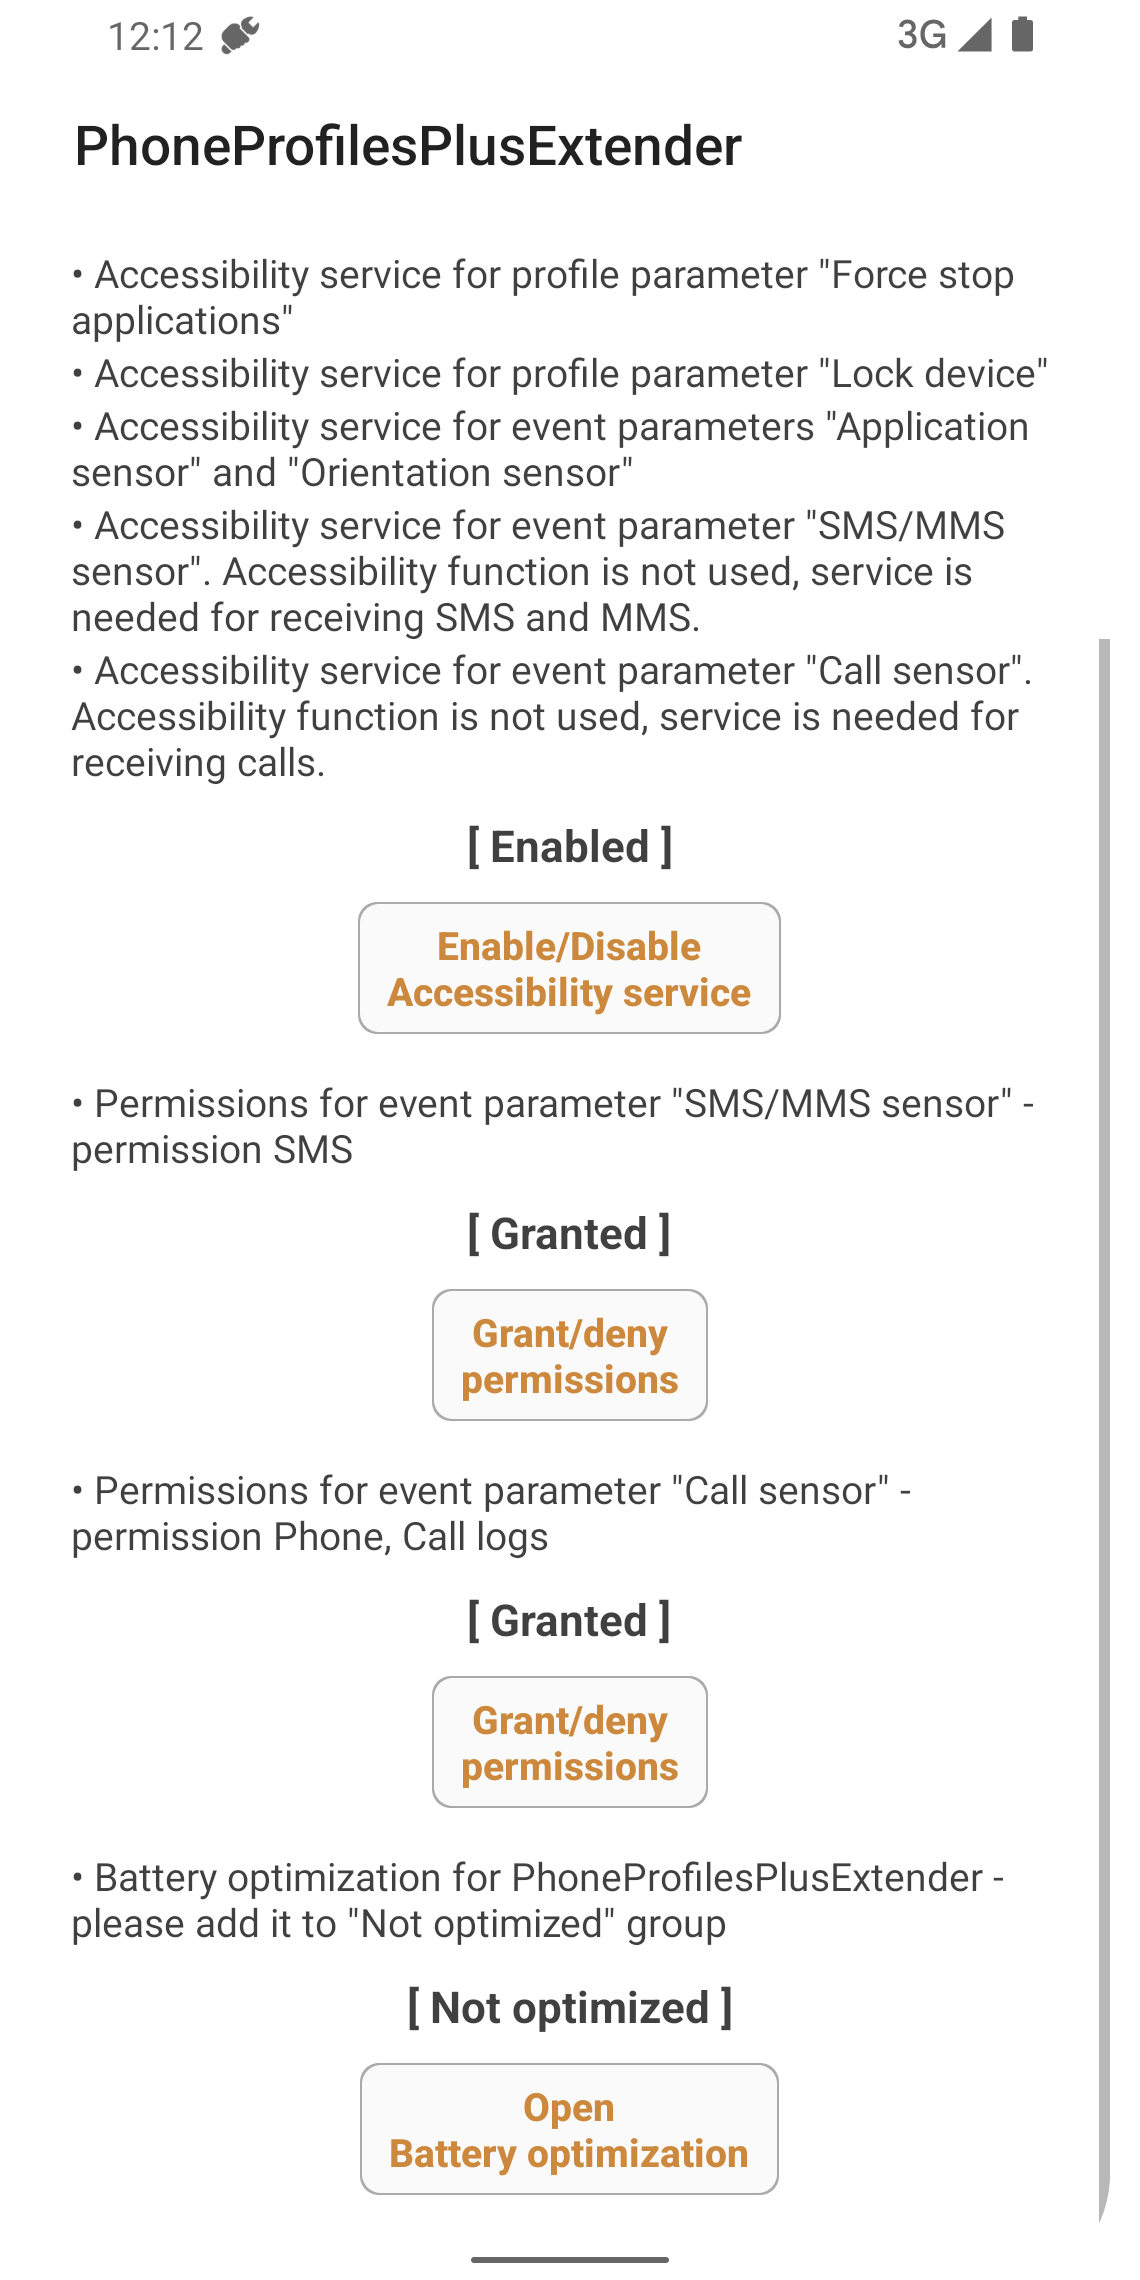 12:12
3G
PhoneProfilesPlusExtender
• Accessibility service for profile parameter "Force stop
applications"
• Accessibility service for profile parameter "Lock device"
• Accessibility service for event parameters "Application
sensor" and "Orientation sensor"
• Accessibility service for event parameter "SMS/MMS
sensor". Accessibility function is not used, service is
needed for receiving SMS and MMS.
• Accessibility service for event parameter "Call sensor".
Accessibility function is not used, service is needed for
receiving calls.
[ Enabled ]
Enable/Disable
Accessibility service
• Permissions for event parameter "SMS/MMS sensor" -
permission SMS
[ Granted ]
Grant/deny
permissions
• Permissions for event parameter "Call sensor" -
permission Phone, Call logs
[ Granted ]
Grant/deny
permissions
• Battery optimization for PhoneProfilesPlusExtender -
please add it to "Not optimized" group
[ Not optimized ]
Open
Battery optimization